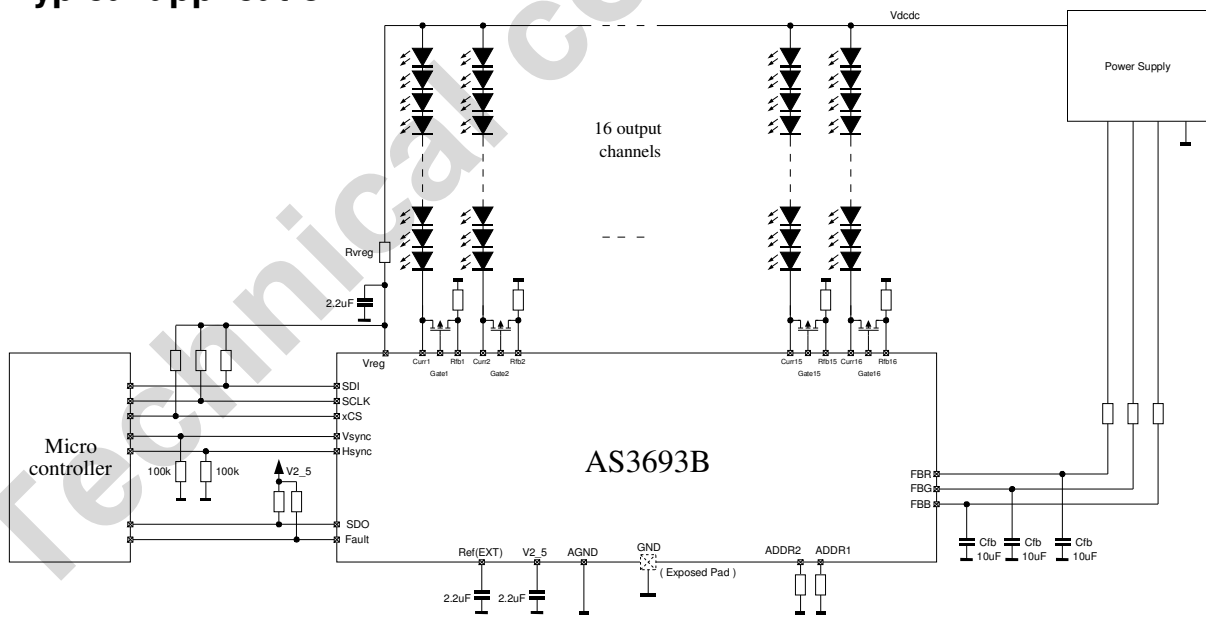 Vdcdc
Power Supply
16 output
channels
Rvreg
2.2uF
Vreg
Curr1
Rfb1
Curr2
Rfb2
Curr15
Rfb15
Curr16
Rfb16
Gate1
Gate2
Gate15
Gate16
SDI
SCLK
xCS
Vsync
Hsync
Micro
controller
100k
100k
V2_5
AS3693B
FBR
FBG
FBB
SDO
Fault
Ref(EXT)
V2_5
AGND
GND
( Exposed Pad )
ADDR2
ADDR1
Cfb
10uF
Cfb
10uF
Cfb
10uF
2.2uF
2.2uF
Technical